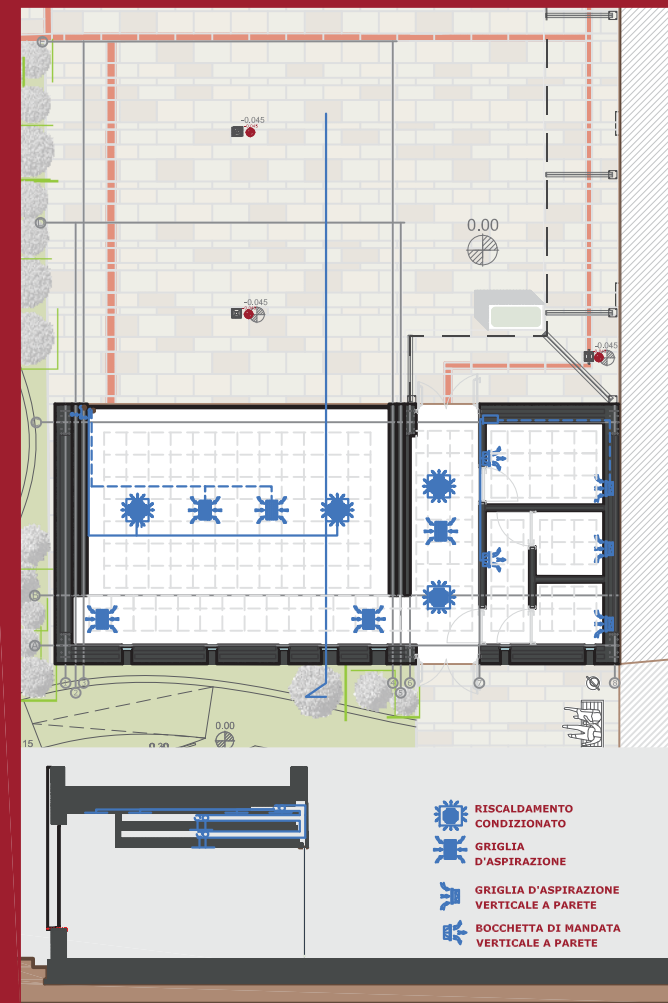 -0.045
0.00
-0.045
-0.045
0.00
15
0.30
RISCALDAMENTO
CONDIZIONATO
GRIGLIA
D'ASPIRAZIONE
GRIGLIA D'ASPIRAZIONE
VERTICALE A PARETE
BOCCHETTA DI MANDATA
VERTICALE A PARETE